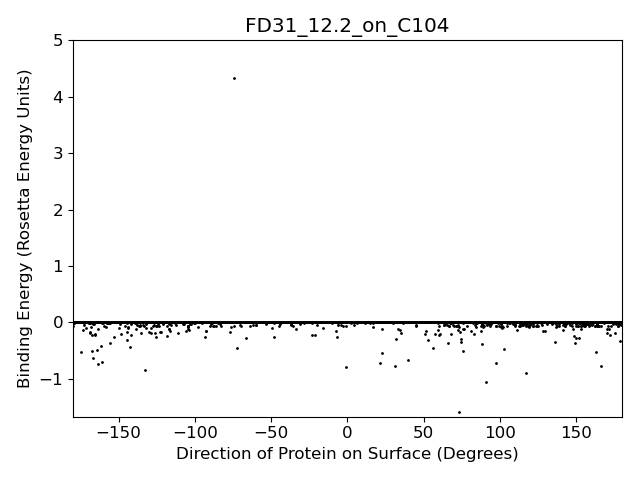 FD31_12.2_on_C104
Binding Energy (Rosetta Energy Units)
5
4
3
2
1
0
−1
−150 −100 −50 0 50 100 150
Direction of Protein on Surface (Degrees)